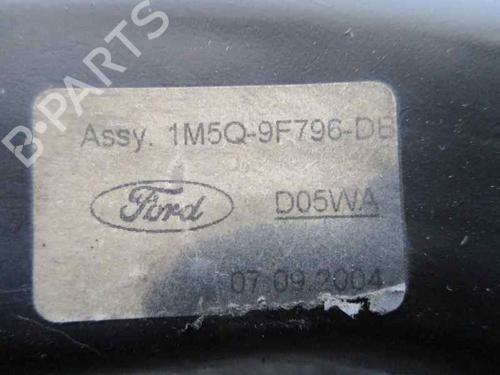 B-PARTS
Assy. 1M5Q-9F796-DB
Ford D05WA
07.09.2004